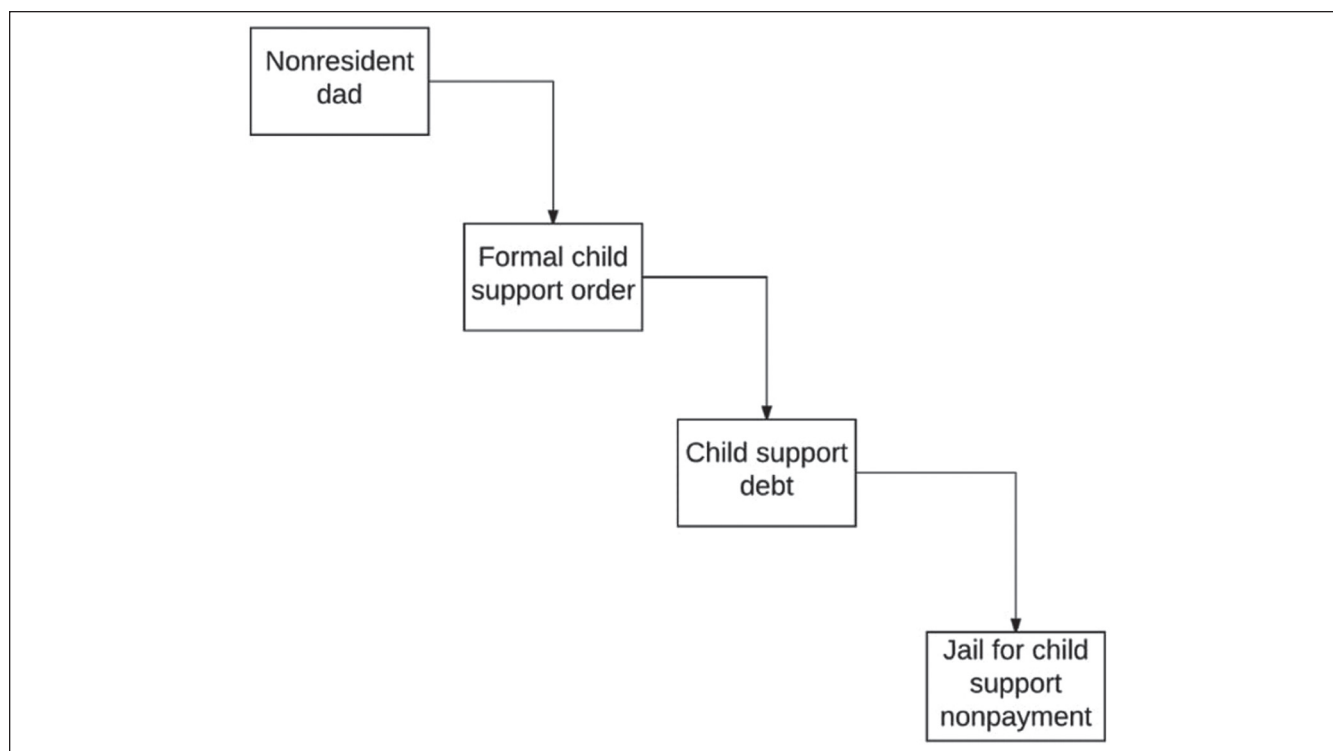 Nonresident
dad
Formal child
support order
Child support
debt
Jail for child
support
nonpayment